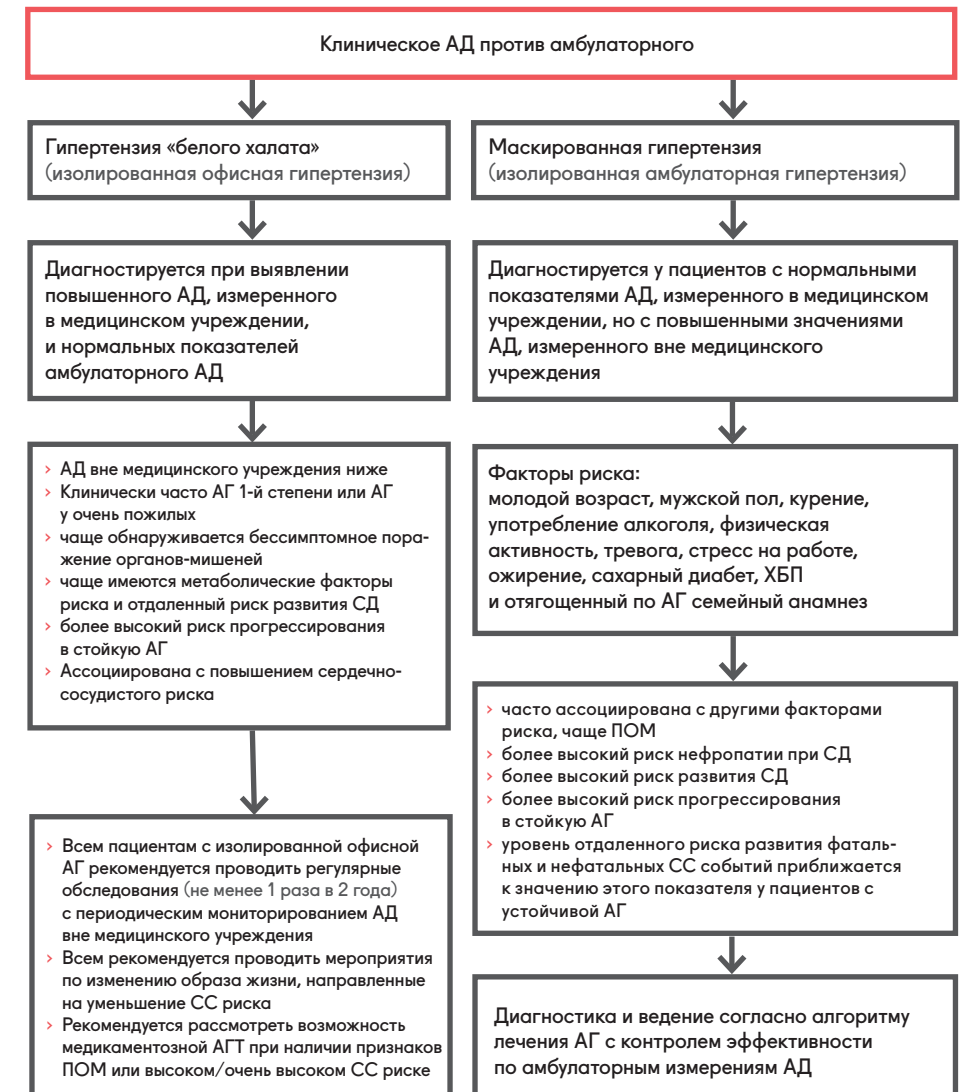 Клиническое АД против амбулаторного
Гипертензия «белого халата»
(изолированная офисная гипертензия)
Диагностируется при выявлении
повышенного АД, измеренного
в медицинском учреждении,
и нормальных показателей
амбулаторного АД
› АД вне медицинского учреждения ниже
› Клинически часто АГ 1-й степени или АГ
у очень пожилых
› чаще обнаруживается бессимптомное пора-
жение органов-мишеней
› чаще имеются метаболические факторы
риска и отдаленный риск развития СД
› более высокий риск прогрессирования
в стойкую АГ
› Ассоциирована с повышением сердечно-
сосудистого риска
› Всем пациентам с изолированной офисной
АГ рекомендуется проводить регулярные
обследования (не менее 1 раза в 2 года)
с периодическим мониторированием АД
вне медицинского учреждения
› Всем рекомендуется проводить мероприятия
по изменению образа жизни, направленные
на уменьшение СС риска
› Рекомендуется рассмотреть возможность
медикаментозной АГТ при наличии признаков
ПОМ или высоком/очень высоком СС риске
Маскированная гипертензия
(изолированная амбулаторная гипертензия)
Диагностируется у пациентов с нормальными
показателями АД, измеренного в медицинском
учреждении, но с повышенными значениями
АД, измеренного вне медицинского
учреждения
Факторы риска:
молодой возраст, мужской пол, курение,
употребление алкоголя, физическая
активность, тревога, стресс на работе,
ожирение, сахарный диабет, ХБП
и отягощенный по АГ семейный анамнез
› часто ассоциирована с другими факторами
риска, чаще ПОМ
› более высокий риск нефропатии при СД
› более высокий риск развития СД
› более высокий риск прогрессирования
в стойкую АГ
› уровень отдаленного риска развития фаталь-
ных и нефатальных СС событий приближается
к значению этого показателя у пациентов с
устойчивой АГ
Диагностика и ведение согласно алгоритму
лечения АГ с контролем эффективности
по амбулаторным измерениям АД